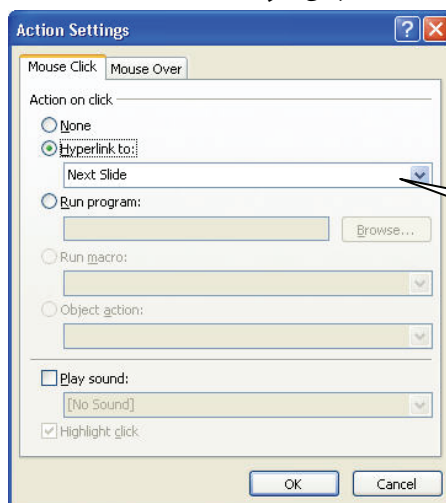 Action Settings
Mouse Click Mouse Over
Action on click
None
Hyperlink to:
Next Slide
Run program:
Browse...
Run macro:
Object action:
Play sound:
[No Sound]
Highlight click
OK Cancel